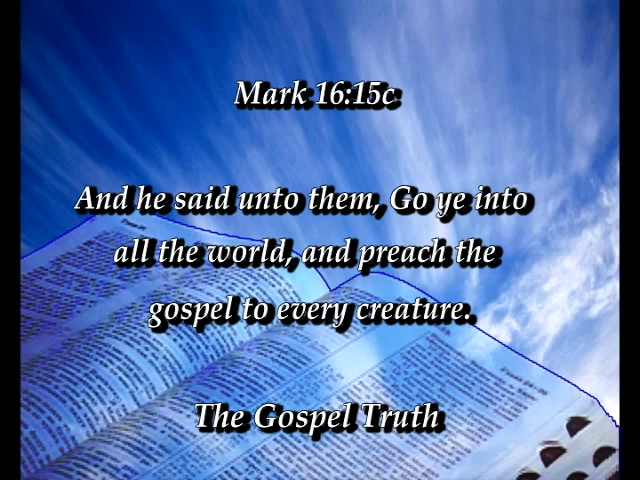 Mark 16:15c
And he said unto them, Go ye into
all the world, and preach the
gospel to every creature.
The Gospel Truth